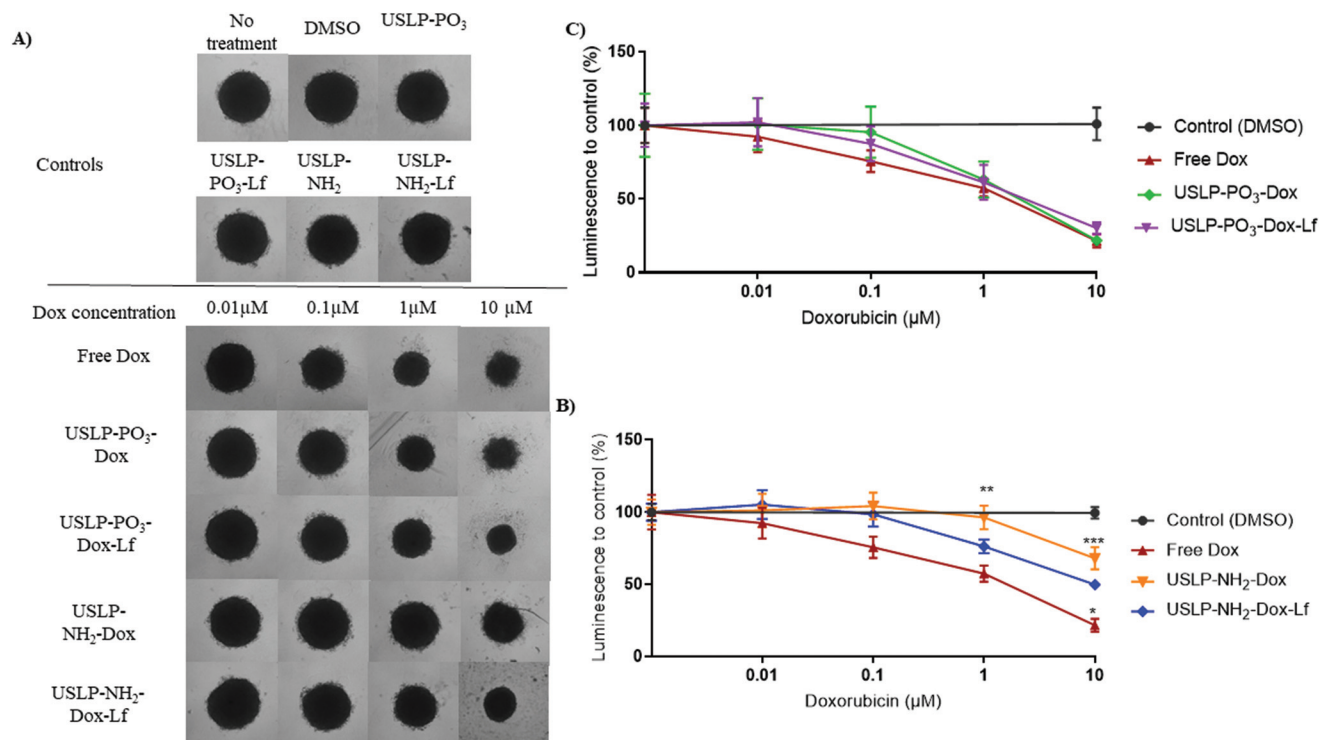 A)
No
treatment
DMSO
USLP-PO3
Controls
USLP-
PO3-Lf
USLP-
NH2
USLP-
NH2-Lf
Dox concentration
0.01µM
0.1µM
1µM
10 µM
Free Dox
USLP-PO3-
Dox
USLP-PO3-
Dox-Lf
USLP-
NH2-Dox
USLP-NH2-
Dox-Lf
C)
Luminescence to control (%)
150
100
50
0
0.01
0.1
1
10
Doxorubicin (µM)
Control (DMSO)
Free Dox
USLP-PO3-Dox
USLP-PO3-Dox-Lf
B)
Luminescence to control (%)
150
100
50
0
**
***
*
0.01
0.1
1
10
Doxorubicin (µM)
Control (DMSO)
Free Dox
USLP-NH2-Dox
USLP-NH2-Dox-Lf